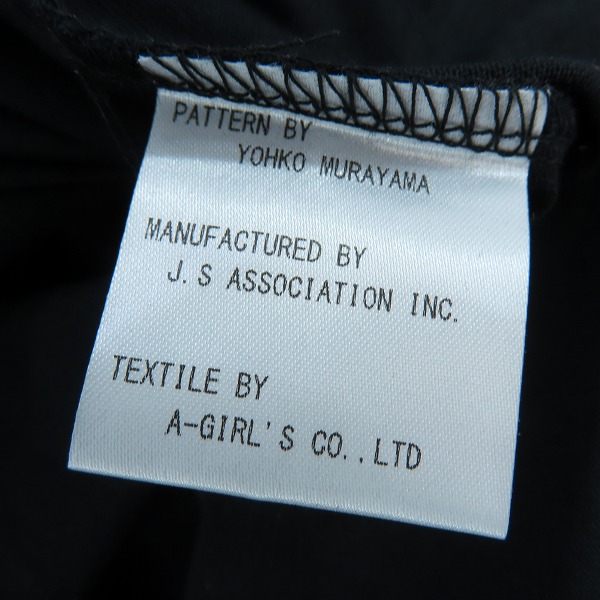 PATTERN BY
YOHKO MURAYAMA
MANUFACTURED BY
J.S ASSOCIATION INC.
TEXTILE BY
A-GIRL'S CO.,LTD